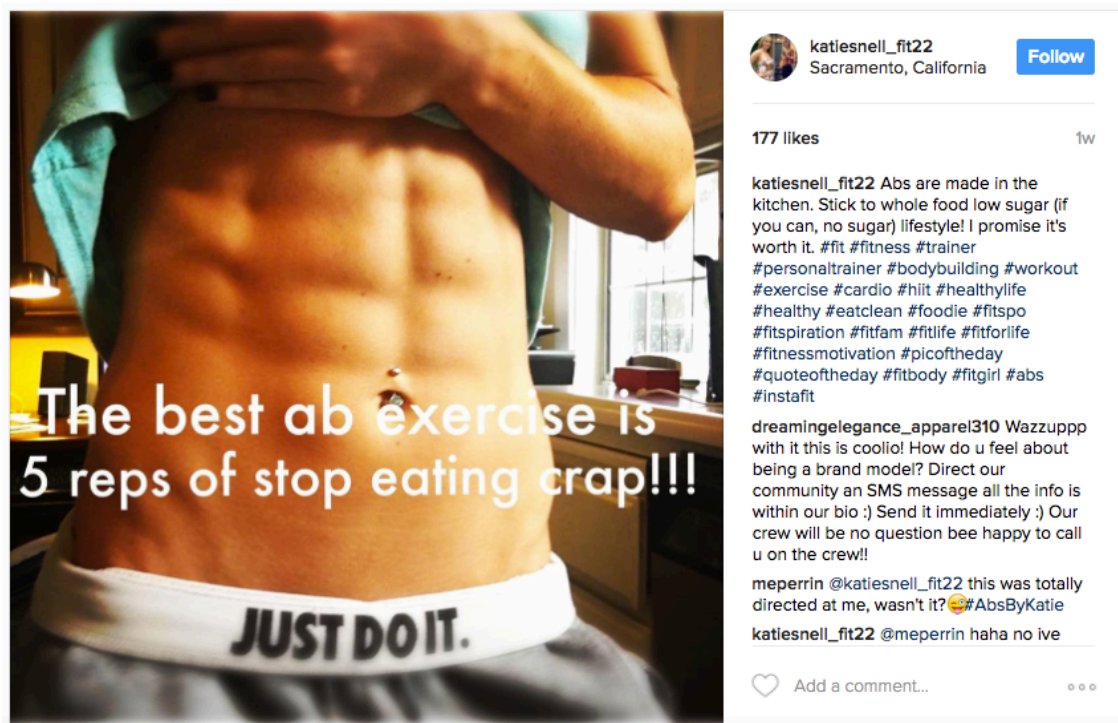 The best ab exercise is
5 reps of stop eating crap!!!
JUST DO IT.
katiesnell_fit22
Sacramento, California
Follow
177 likes
1w
katiesnell_fit22 Abs are made in the
kitchen. Stick to whole food low sugar (if
you can, no sugar) lifestyle! I promise it's
worth it. #fit #fitness #trainer
#personaltrainer #bodybuilding #workout
#exercise #cardio #hiit #healthylife
#healthy #eatclean #foodie #fitspo
#fitspiration #fitfam #fitlife #fitforlife
#fitnessmotivation #picoftheday
#quoteoftheday #fitbody #fitgirl #abs
#instafit
dreamingelegance_apparel310 Wazzuppp
with it this is coolio! How do u feel about
being a brand model? Direct our
community an SMS message all the info is
within our bio :) Send it immediately :) Our
crew will be no question bee happy to call
u on the crew!!
meperrin @katiesnell_fit22 this was totally
directed at me, wasn't it?😜#AbsByKatie
katiesnell_fit22 @meperrin haha no ive
Add a comment...